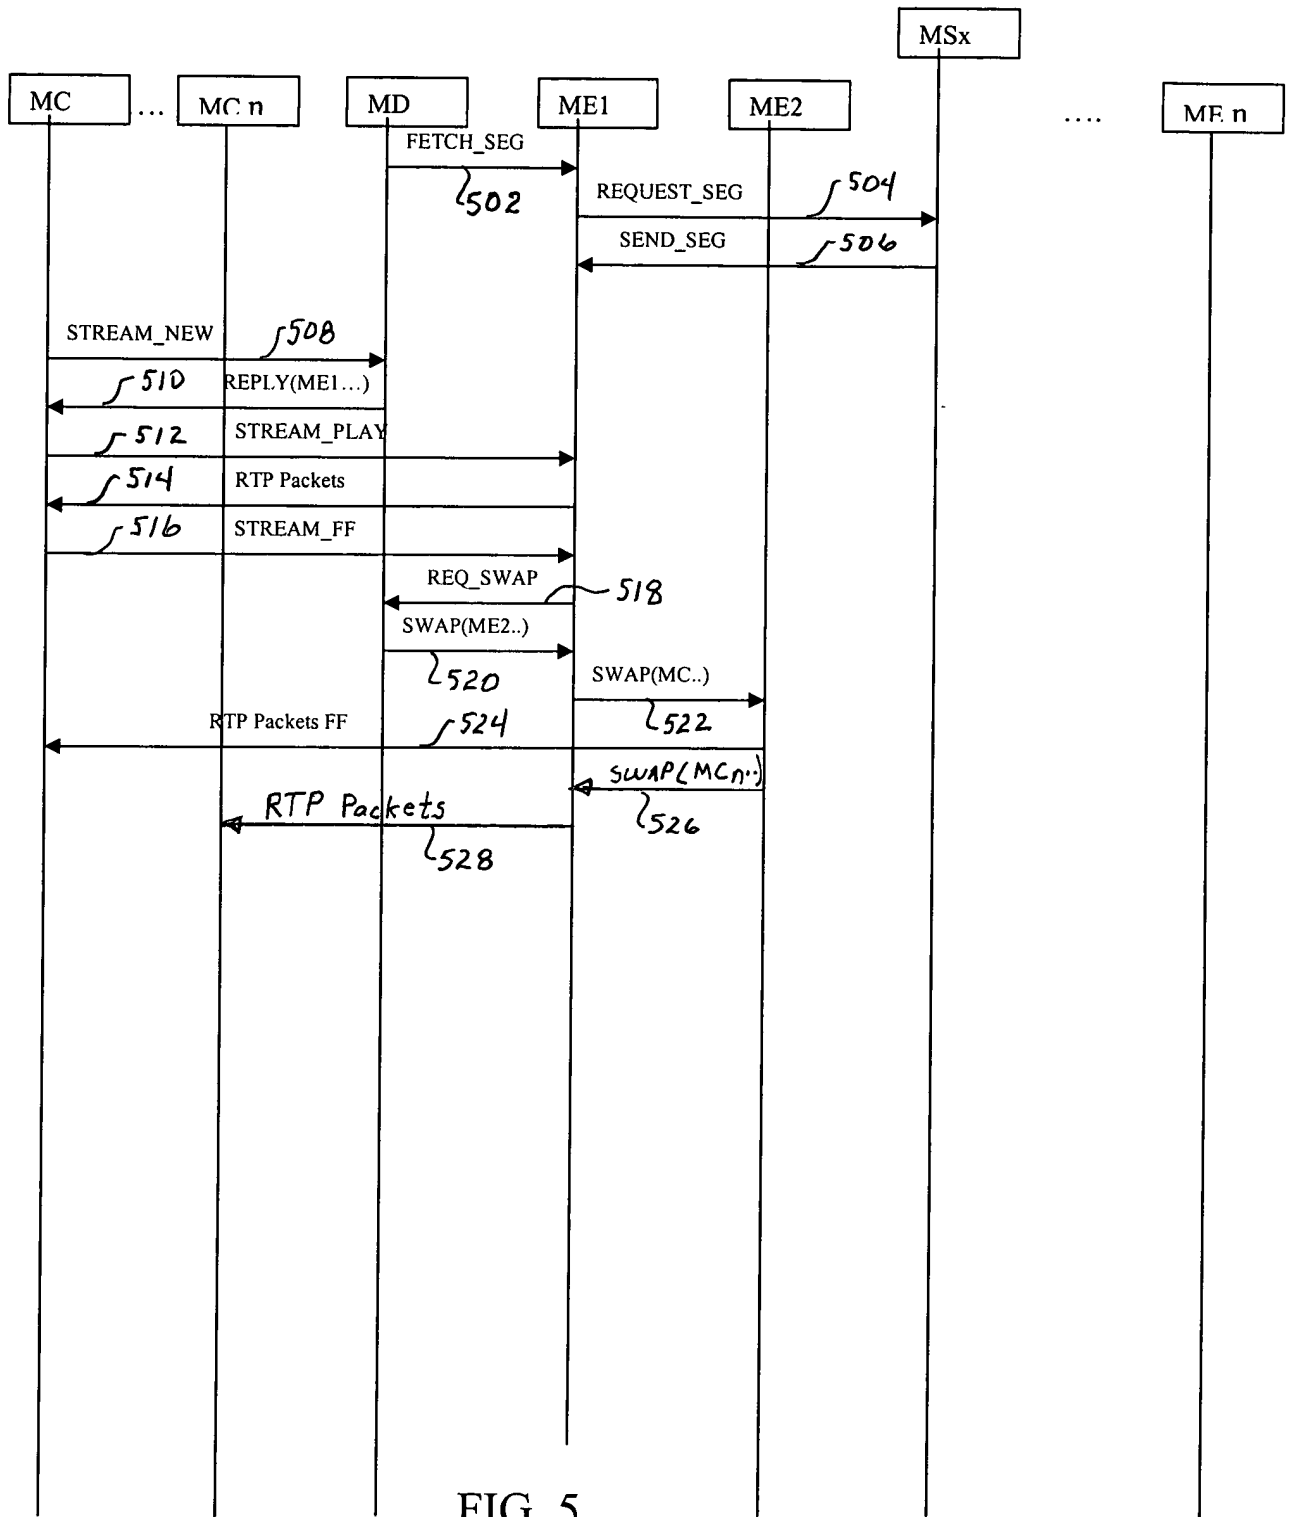 MSx
MC ... MC n MD ME1 ME2 .... ME n
FETCH_SEG
502
REQUEST_SEG 504
SEND_SEG 506
STREAM_NEW 508
510 REPLY(ME1...)
512 STREAM_PLAY
514 RTP Packets
516 STREAM_FF
REQ_SWAP 518
SWAP(ME2..)
520
SWAP(MC..)
522
RTP Packets FF 524
SWAP(MCn..)
526
RTP Packets
528
FIG. 5